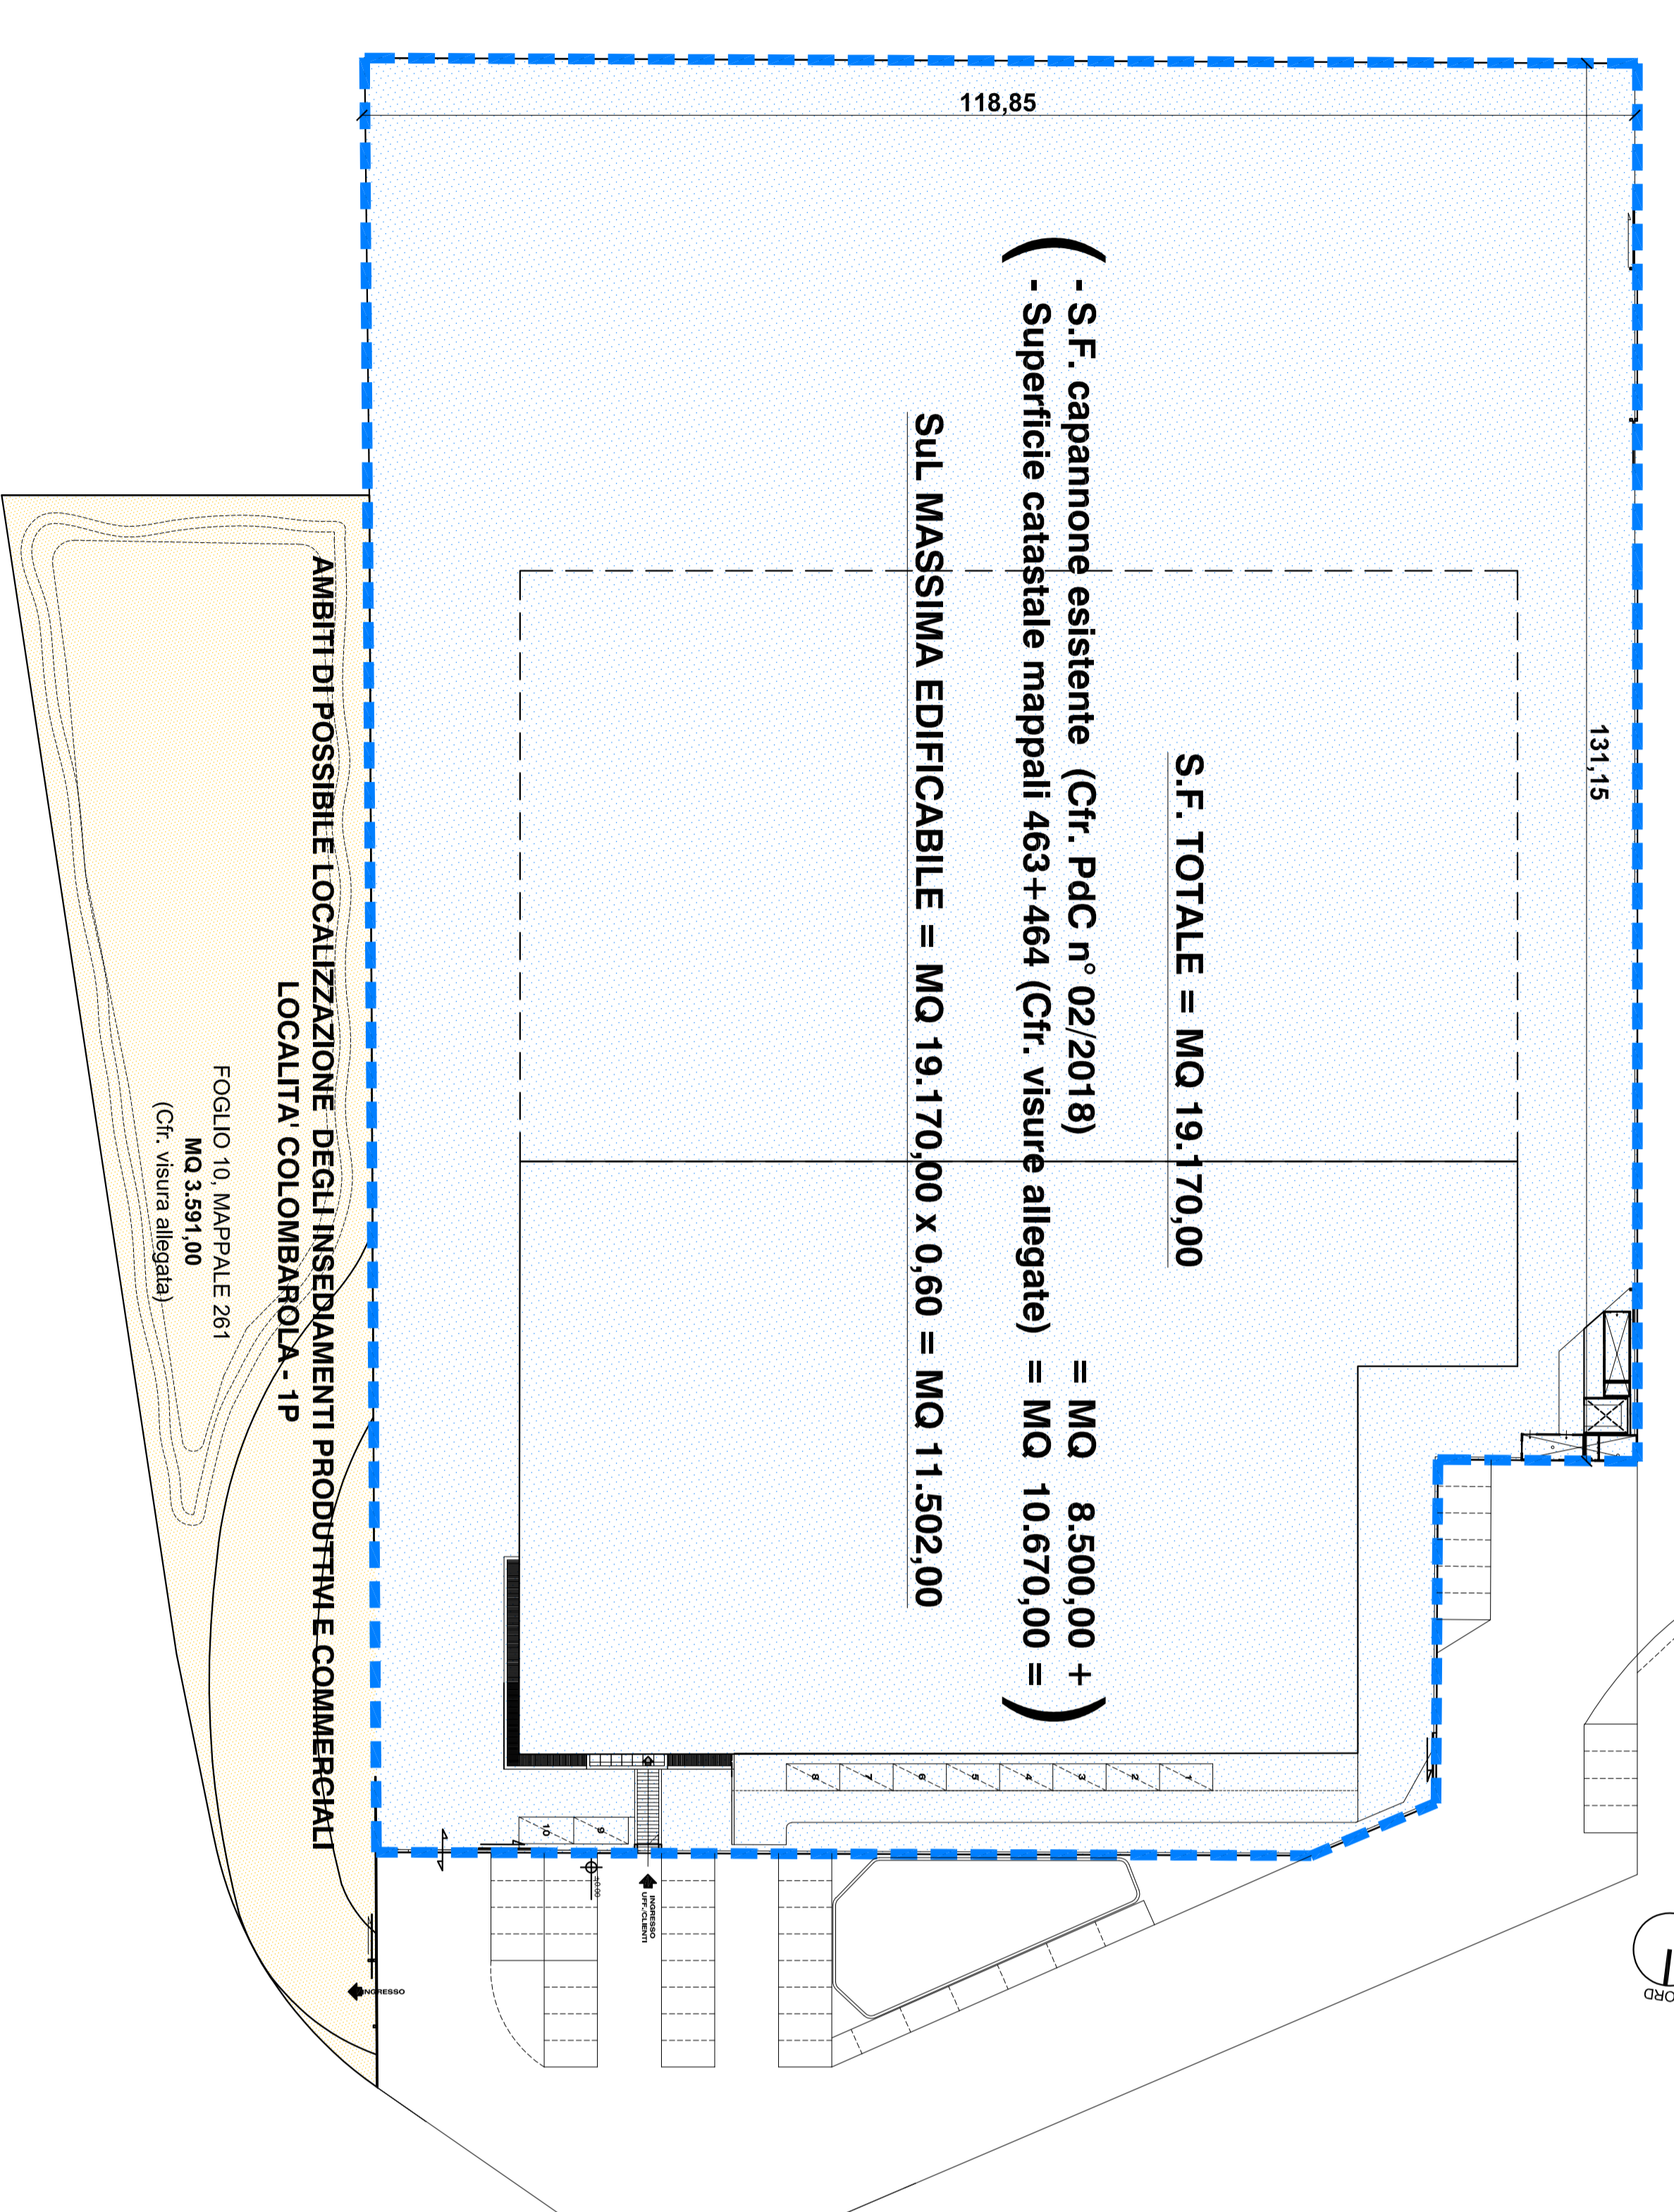 118,85
131,15
S.F. TOTALE = MQ 19.170,00
( - S.F. capannone esistente (Cfr. PdC n° 02/2018) = MQ 8.500,00 +
- Superficie catastale mappali 463+464 (Cfr. visure allegate) = MQ 10.670,00 = )
SuL MASSIMA EDIFICABILE = MQ 19.170,00 x 0,60 = MQ 11.502,00
AMBITI DI POSSIBILE LOCALIZZAZIONE DEGLI INSEDIAMENTI PRODUTTIVI E COMMERCIALI
LOCALITA' COLOMBAROLA - 1P
FOGLIO 10, MAPPALE 261
MQ 3.591,00
(Cfr. visura allegata)
1
2
3
4
5
6
7
8
9
10
±0.00
INGRESSO
UFF./CLIENTI
INGRESSO
ORD